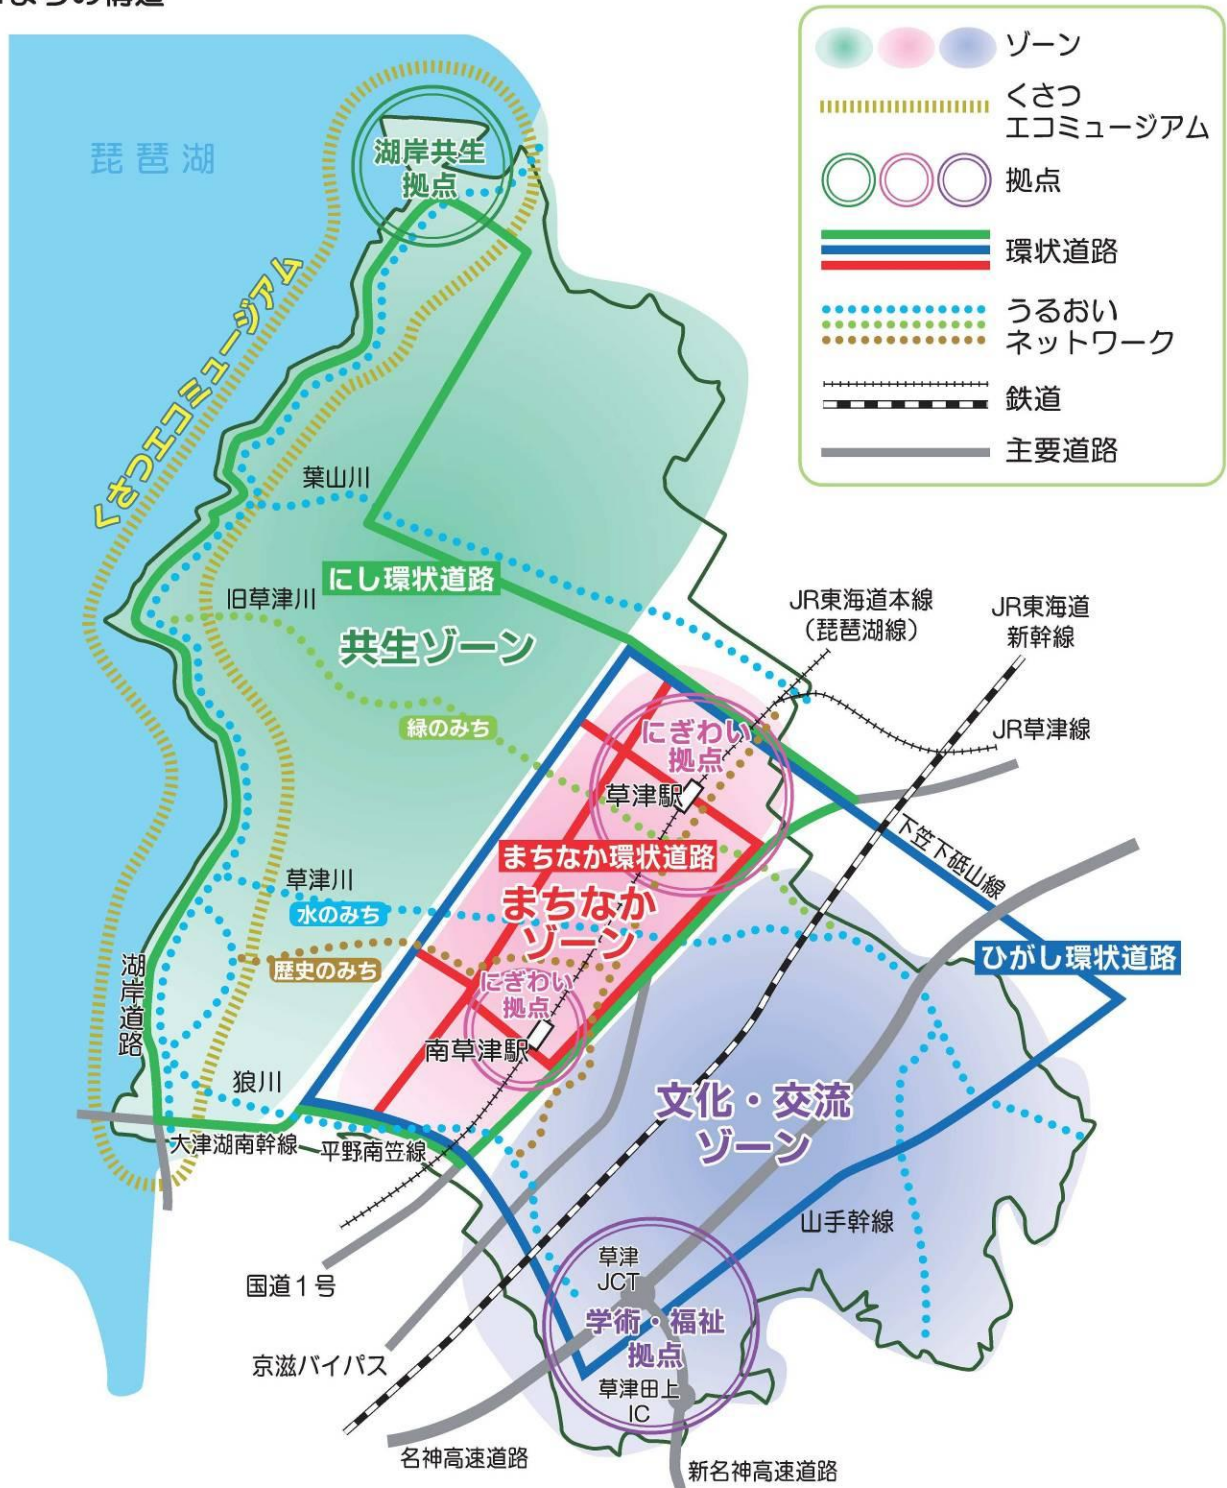 まちの構造
ゾーン
くさつ
エコミュージアム
拠点
環状道路
うるおい
ネットワーク
鉄道
主要道路
琵琶湖
湖岸共生
拠点
くさつエコミュージアム
葉山川
にし環状道路
旧草津川
共生ゾーン
緑のみち
JR東海道本線
(琵琶湖線)
JR東海道
新幹線
JR草津線
にぎわい
拠点
草津駅
下笠下砥山線
まちなか環状道路
まちなか
ゾーン
草津川
水のみち
歴史のみち
ひがし環状道路
湖岸道路
にぎわい
拠点
南草津駅
狼川
文化・交流
ゾーン
大津湖南幹線
平野南笠線
山手幹線
国道1号
草津
JCT
学術・福祉
拠点
草津田上
IC
京滋バイパス
名神高速道路
新名神高速道路